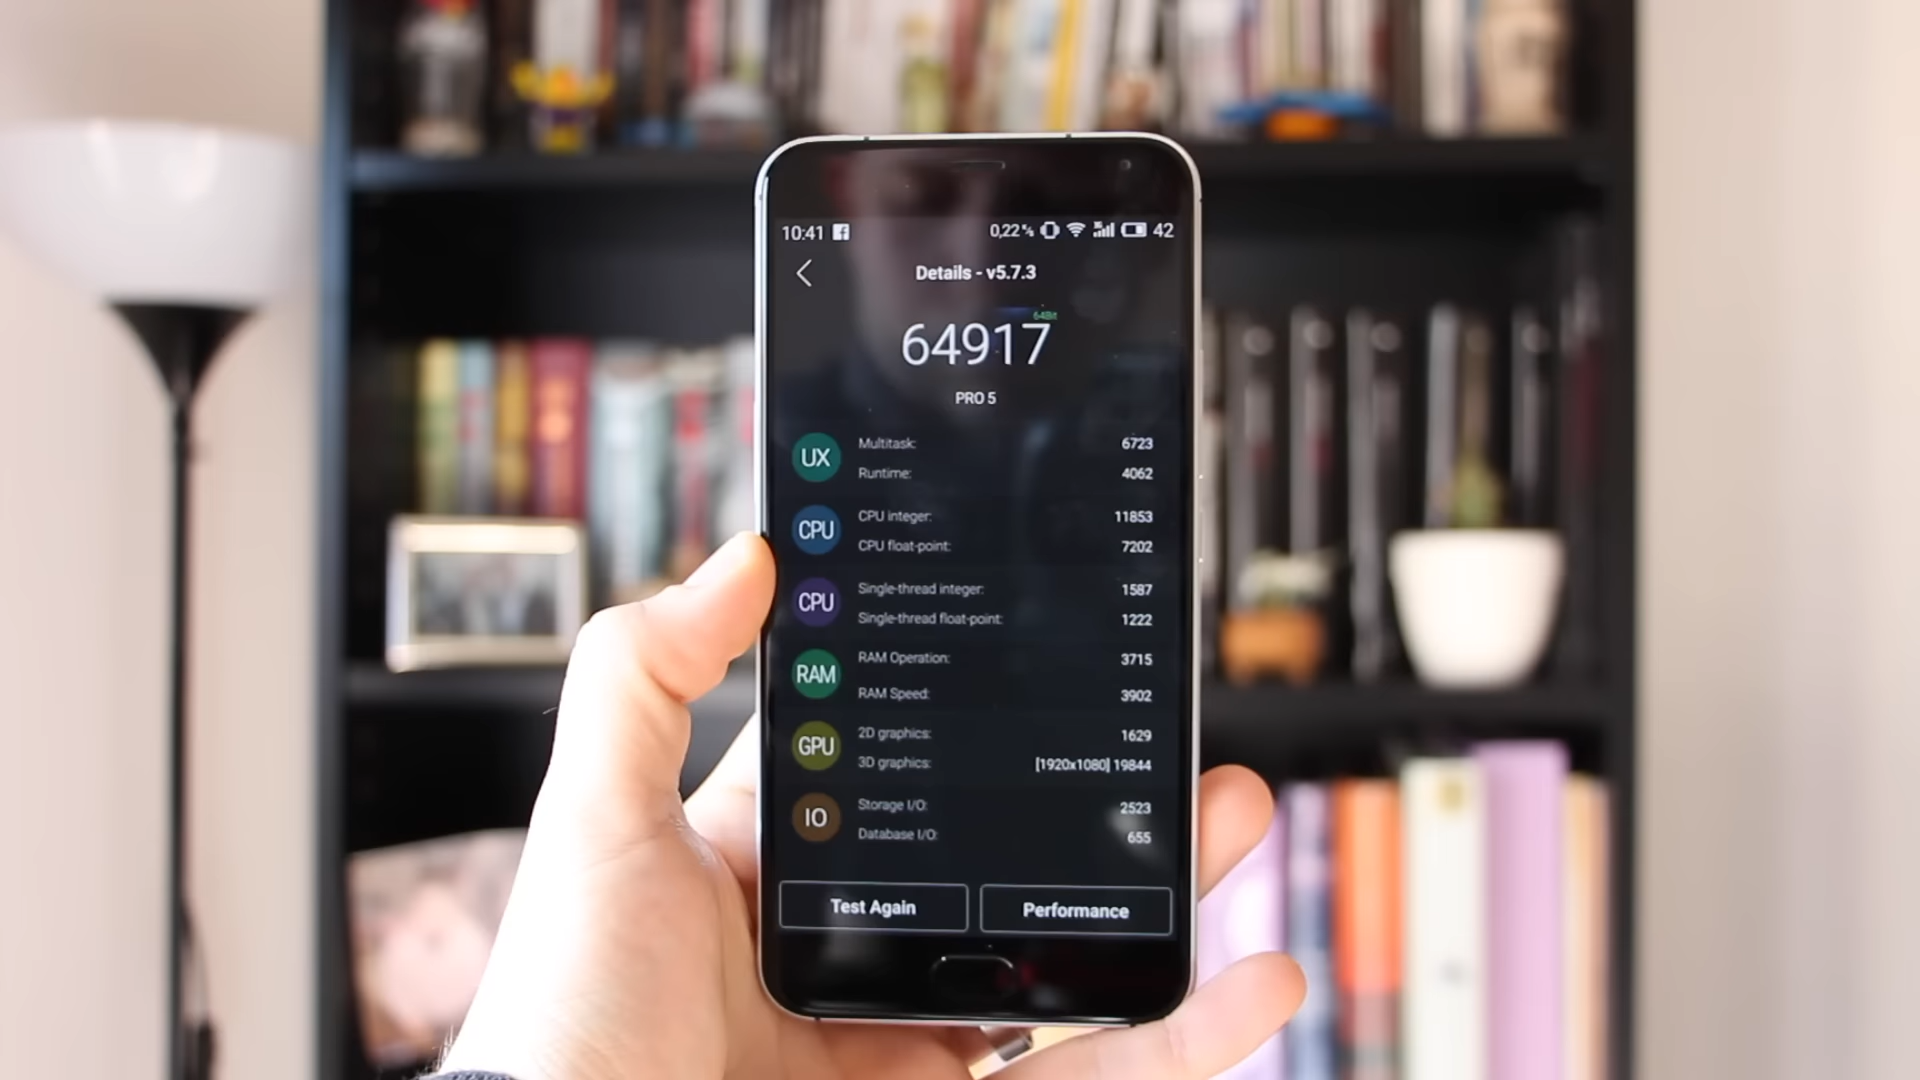 10:41 0,22 k/s 42
Details - v5.7.3
64Bit
64917
PRO 5
UX Multitask: 6723
Runtime: 4062
CPU CPU integer: 11853
CPU float-point: 7202
CPU Single-thread integer: 1587
Single-thread float-point: 1222
RAM RAM Operation: 3715
RAM Speed: 3902
GPU 2D graphics: 1629
3D graphics: [1920x1080] 19844
IO Storage I/O: 2523
Database I/O: 655
Test Again Performance